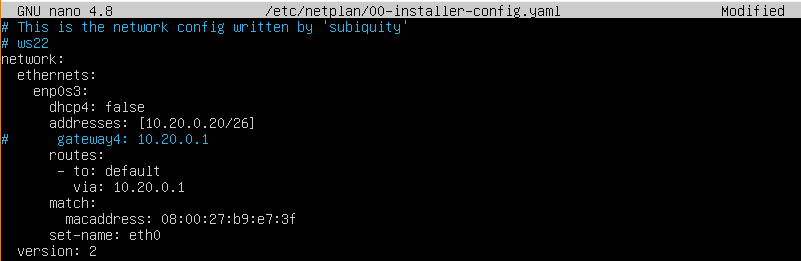 GNU nano 4.8 /etc/netplan/00-installer-config.yaml Modified
# This is the network config written by 'subiquity'
# ws22
network:
  ethernets:
    enp0s3:
      dhcp4: false
      addresses: [10.20.0.20/26]
#      gateway4: 10.20.0.1
      routes:
       - to: default
         via: 10.20.0.1
      match:
        macaddress: 08:00:27:b9:e7:3f
      set-name: eth0
  version: 2